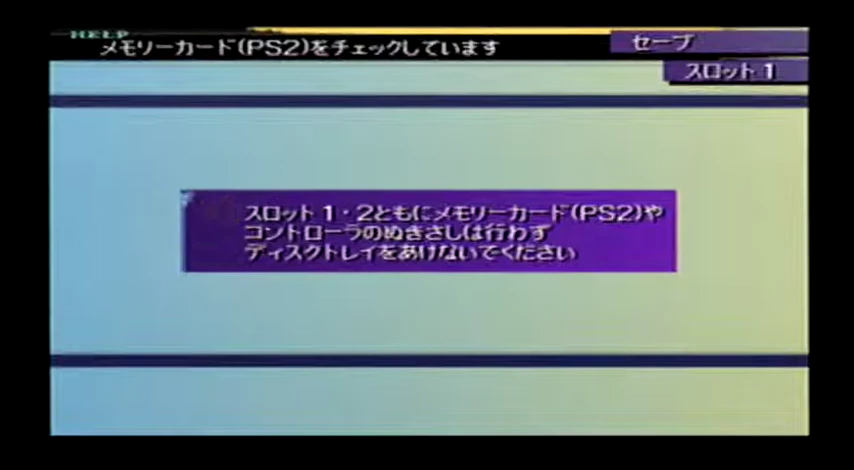 HELP
メモリーカード(PS2)をチェックしています
セーブ
スロット 1
スロット 1・2ともにメモリーカード(PS2)や
コントローラのぬきさしは行わず
ディスクトレイをあけないでください